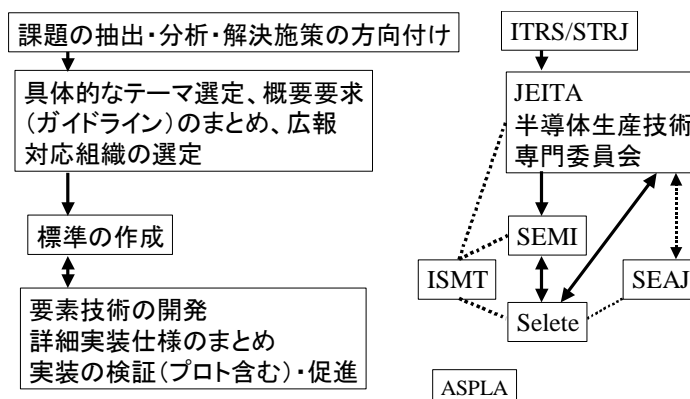 課題の抽出・分析・解決施策の方向付け
具体的なテーマ選定、概要要求
（ガイドライン）のまとめ、広報
対応組織の選定
標準の作成
要素技術の開発
詳細実装仕様のまとめ
実装の検証（プロト含む）・促進
ITRS/STRJ
JEITA
半導体生産技術
専門委員会
SEMI
ISMT
SEAJ
Selete
ASPLA